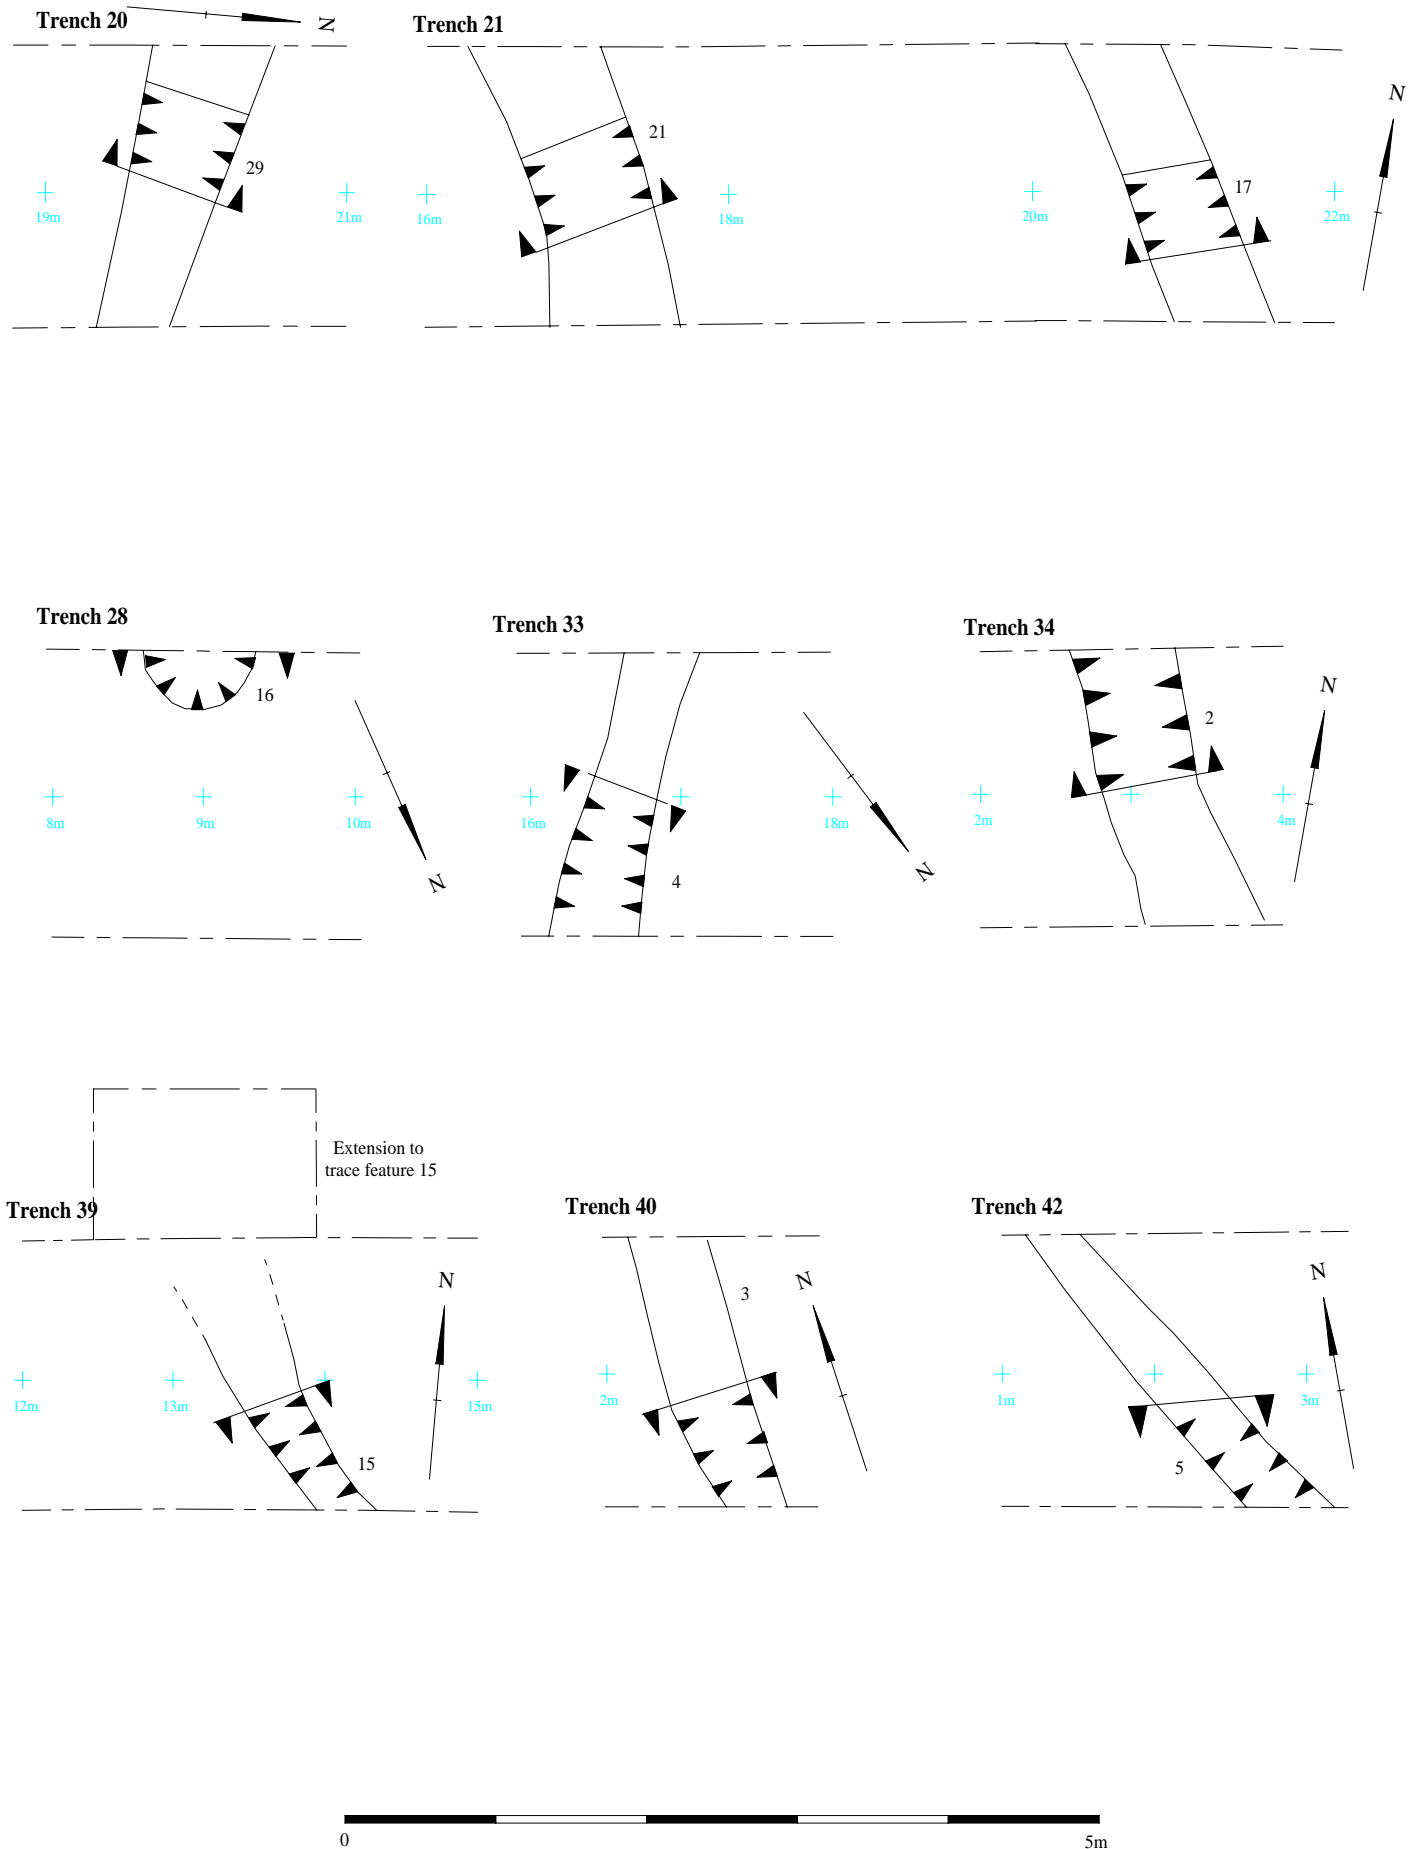 Trench 20
N
Trench 21
N
21
29
17
19m
21m
16m
18m
20m
22m
Trench 28
Trench 33
Trench 34
N
16
2
8m
9m
10m
16m
18m
2m
4m
N
4
N
Extension to
trace feature 15
Trench 39
Trench 40
Trench 42
N
N
3
N
12m
13m
15m
2m
1m
3m
15
5
0
5m